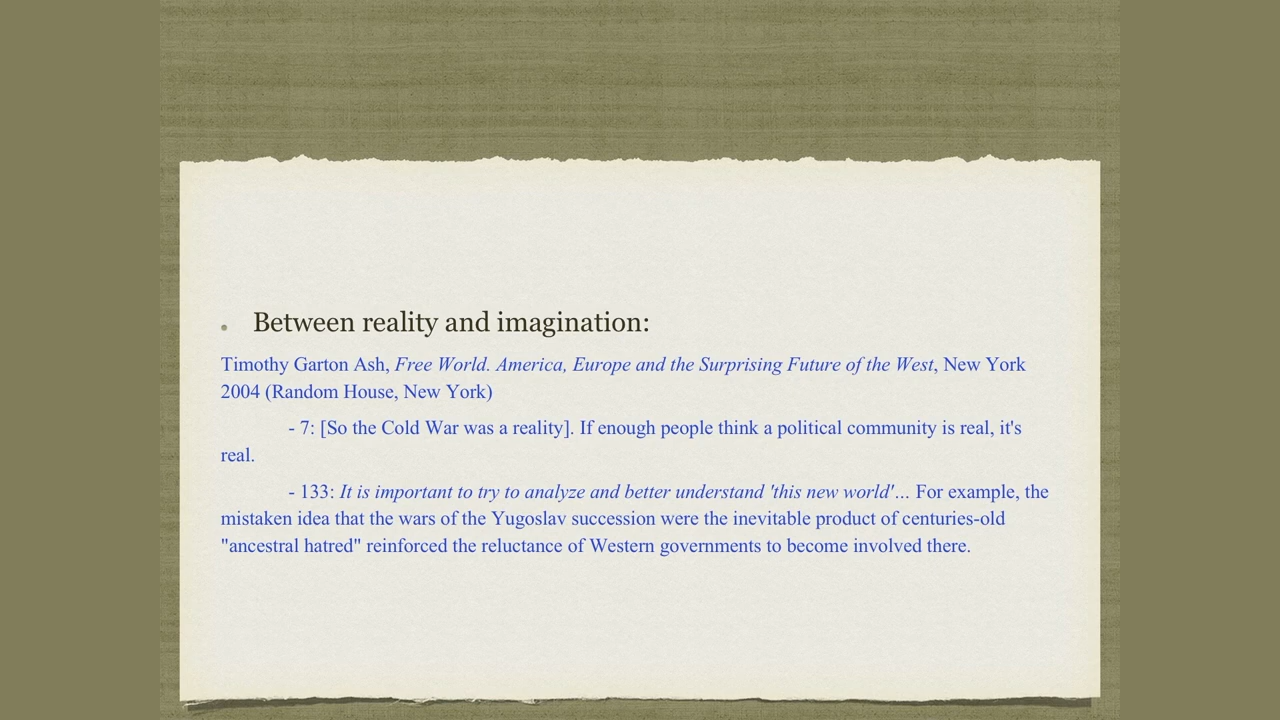 Between reality and imagination:
Timothy Garton Ash, Free World. America, Europe and the Surprising Future of the West, New York
2004 (Random House, New York)
- 7: [So the Cold War was a reality]. If enough people think a political community is real, it's
real.
- 133: It is important to try to analyze and better understand 'this new world'... For example, the
mistaken idea that the wars of the Yugoslav succession were the inevitable product of centuries-old
"ancestral hatred" reinforced the reluctance of Western governments to become involved there.